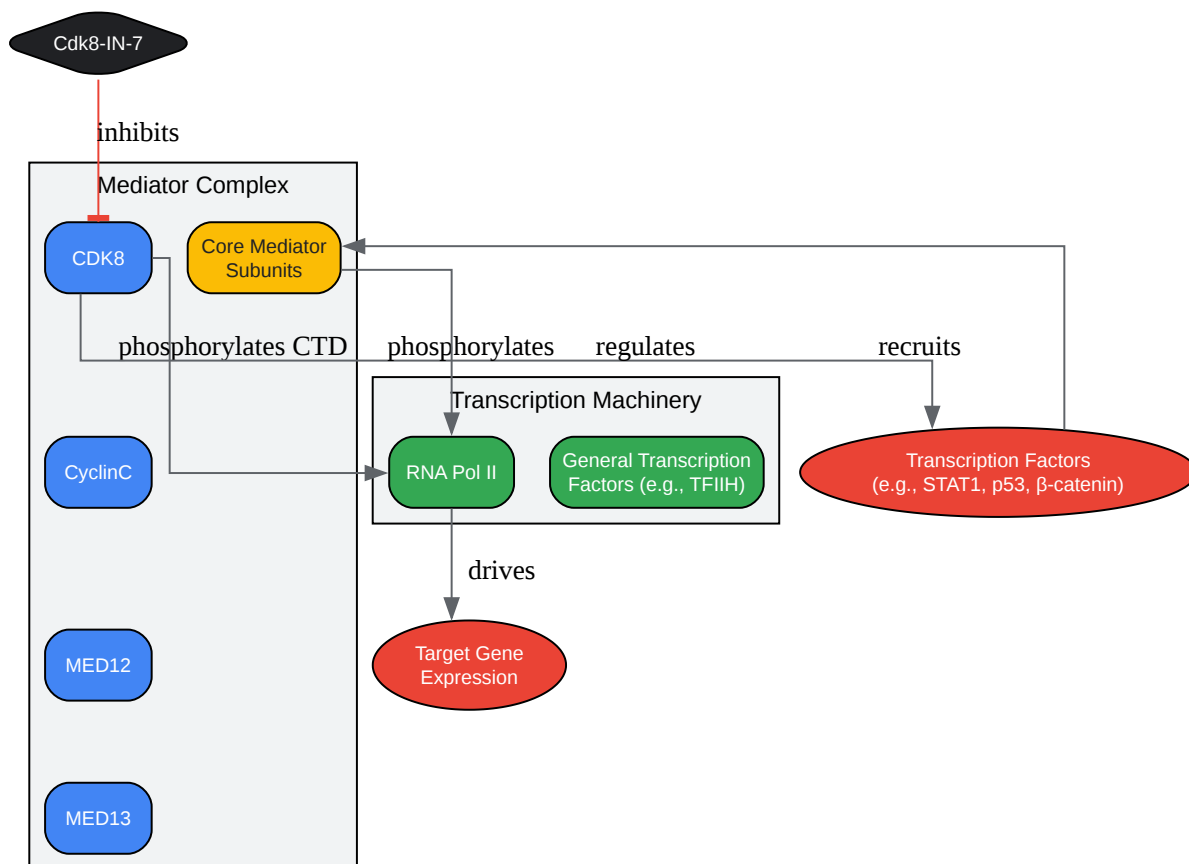 Cdk8-IN-7
inhibits
Mediator Complex
CDK8
Core Mediator
Subunits
phosphorylates CTD
phosphorylates
regulates
recruits
Transcription Machinery
CyclinC
RNA Pol II
General Transcription
Factors (e.g., TFIIH)
Transcription Factors
(e.g., STAT1, p53, β-catenin)
drives
MED12
Target Gene
Expression
MED13